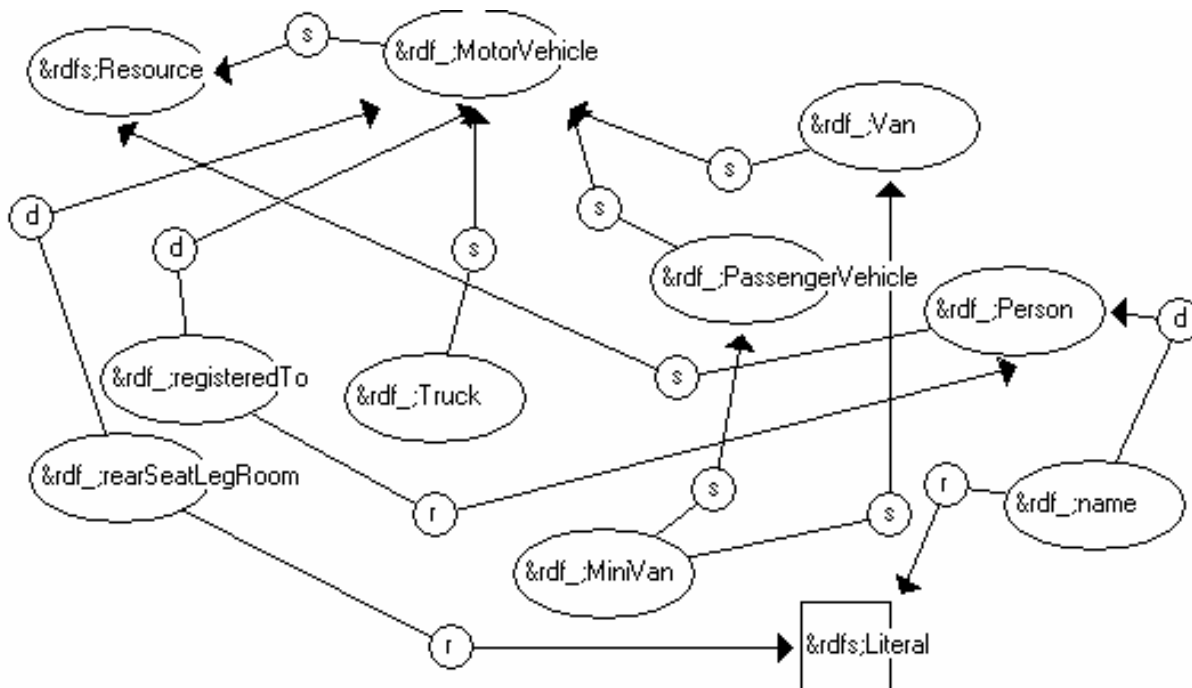 s
&rdf_;MotorVehicle
&rdfs;Resource
&rdf_;Van
s
s
d
d
s
&rdf_;PassengerVehicle
&rdf_;Person
d
&rdf_;registeredTo
s
&rdf_;Truck
&rdf_;rearSeatLegRoom
s
r
&rdf_;name
r
s
&rdf_;MiniVan
r
&rdfs;Literal